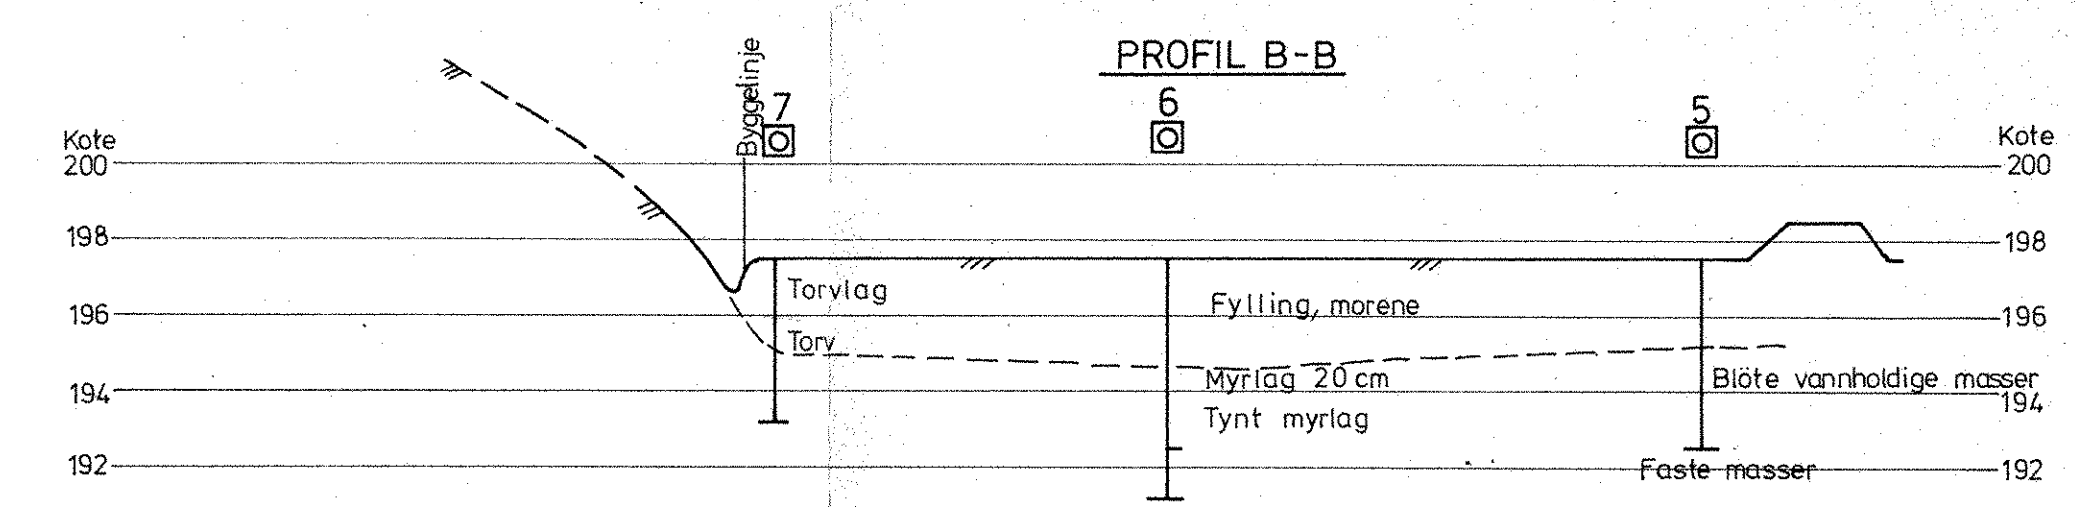 PROFIL B-B
Byggelinje
7
6
5
Kote
Kote
200
200
198
198
Torvlag
Fylling, morene
196
196
Torv
Myrlag 20 cm
Blöte vannholdige masser
194
194
Tynt myrlag
192
Faste masser
192